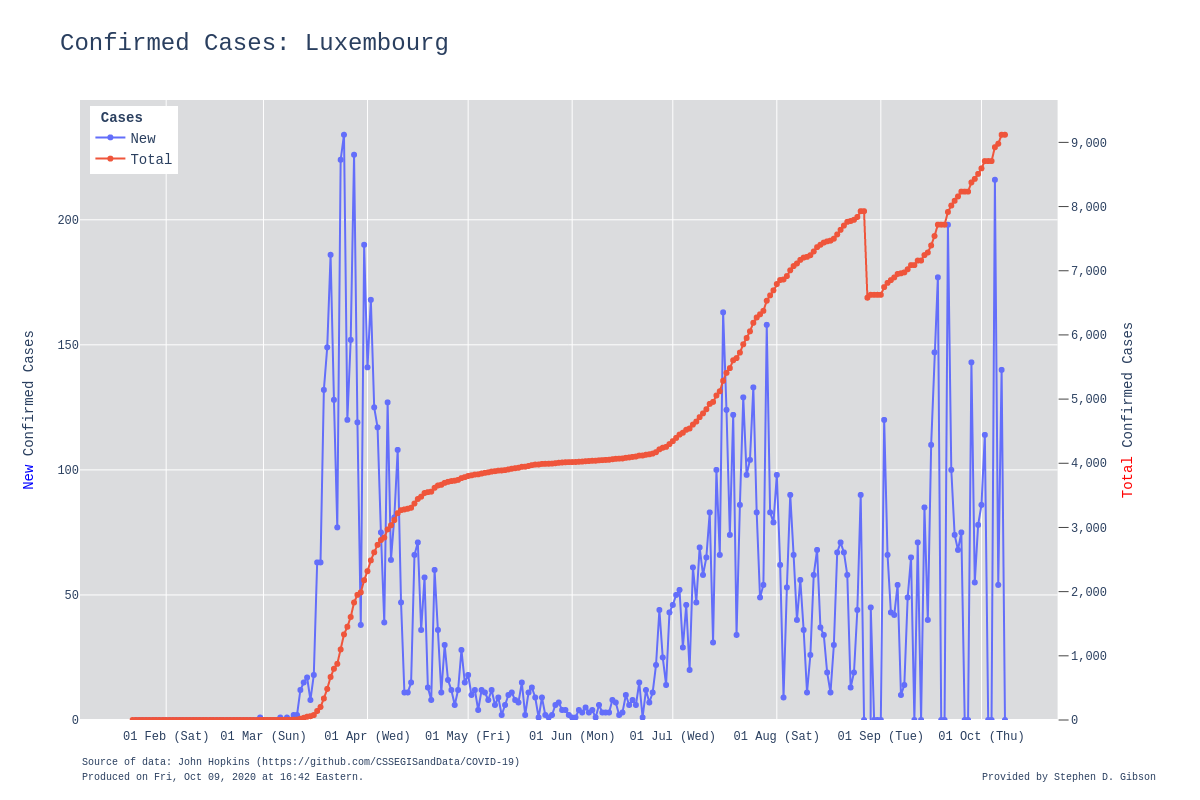 Confirmed Cases: Luxembourg
Cases
New
Total
200
150
100
50
0
9,000
8,000
7,000
6,000
5,000
4,000
3,000
2,000
1,000
0
New Confirmed Cases
Total Confirmed Cases
01 Feb (Sat) 01 Mar (Sun) 01 Apr (Wed) 01 May (Fri) 01 Jun (Mon) 01 Jul (Wed) 01 Aug (Sat) 01 Sep (Tue) 01 Oct (Thu)
Source of data: John Hopkins (https://github.com/CSSEGISandData/COVID-19)
Produced on Fri, Oct 09, 2020 at 16:42 Eastern.
Provided by Stephen D. Gibson